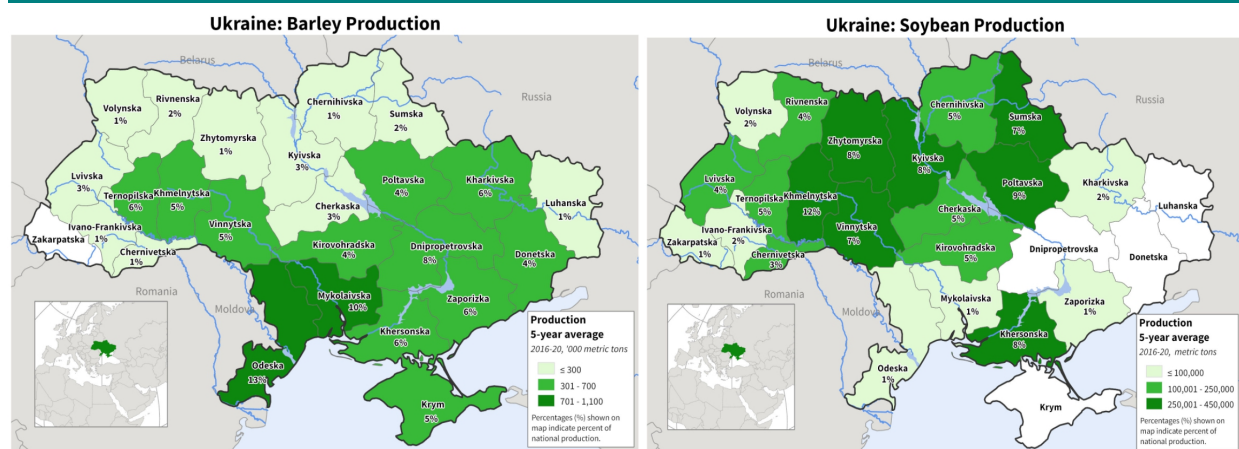 Ukraine: Barley Production
Belarus
Russia
Volynska
1%
Rivnenska
2%
Zhytomyrska
1%
Chernihivska
1%
Sumska
2%
Kyivska
3%
Lvivska
3%
Ternopilska
6%
Khmelnytska
5%
Vinnytska
5%
Cherkaska
3%
Poltavska
4%
Kharkivska
6%
Luhanska
1%
Zakarpatska
Ivano-Frankivska
1%
Chernivetska
1%
Kirovohradska
4%
Dnipropetrovska
8%
Donetska
4%
Romania
Moldova
Mykolaivska
10%
Zaporizka
6%
Khersonska
6%
Odeska
13%
Krym
5%
Production
5-year average
2016-20, '000 metric tons
≤ 300
301 - 700
701 - 1,100
Percentages (%) shown on
map indicate percent of
national production.
Ukraine: Soybean Production
Belarus
Russia
Volynska
2%
Rivnenska
4%
Zhytomyrska
8%
Chernihivska
5%
Sumska
7%
Kyivska
8%
Lvivska
4%
Ternopilska
5%
Khmelnytska
12%
Vinnytska
7%
Cherkaska
5%
Poltavska
9%
Kharkivska
2%
Luhanska
Zakarpatska
1%
Ivano-Frankivska
2%
Chernivetska
3%
Kirovohradska
5%
Dnipropetrovska
Donetska
Romania
Moldova
Mykolaivska
1%
Zaporizka
1%
Khersonska
8%
Odeska
1%
Krym
Production
5-year average
2016-20, metric tons
≤ 100,000
100,001 - 250,000
250,001 - 450,000
Percentages (%) shown on
map indicate percent of
national production.